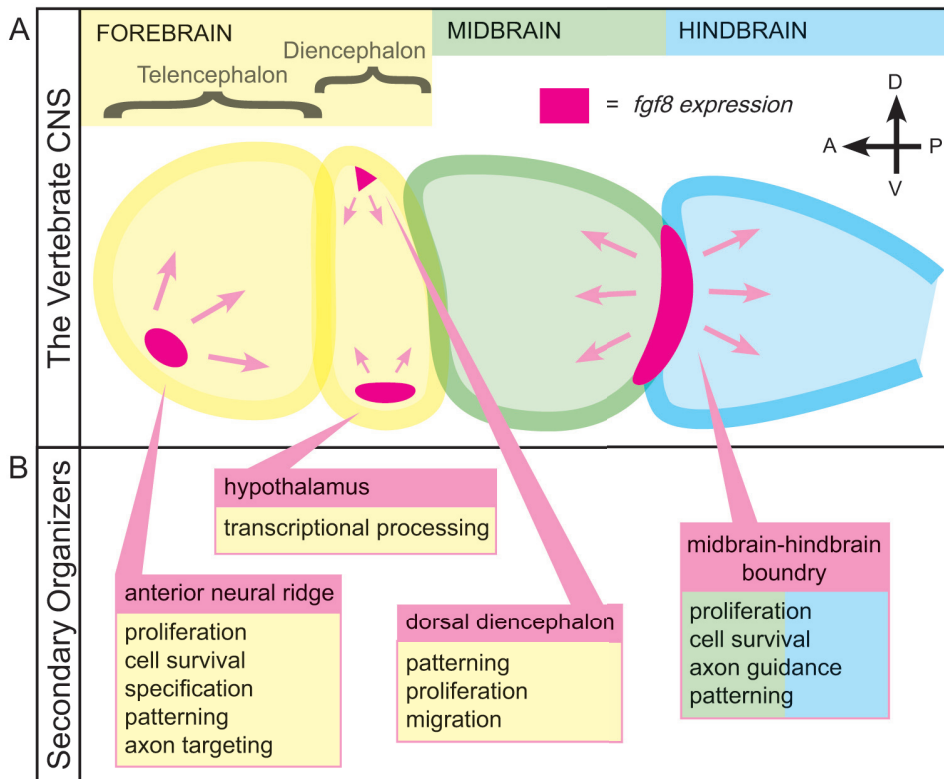 A
The Vertebrate CNS
FOREBRAIN
MIDBRAIN
HINDBRAIN
Diencephalon
Telencephalon
= fgf8 expression
D
A
P
V
B
Secondary Organizers
hypothalamus
transcriptional processing
anterior neural ridge
proliferation
cell survival
specification
patterning
axon targeting
dorsal diencephalon
patterning
proliferation
migration
midbrain-hindbrain
boundry
proliferation
cell survival
axon guidance
patterning